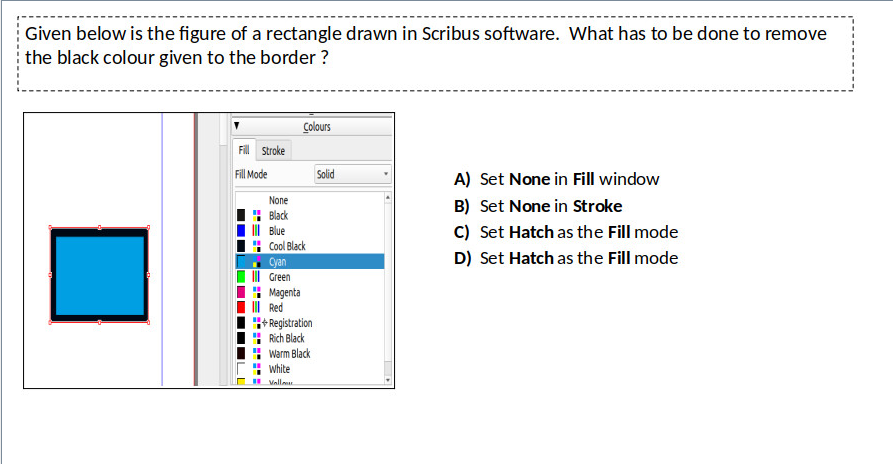 Given below is the figure of a rectangle drawn in Scribus software. What has to be done to remove
the black colour given to the border ?
Colours
Fill Stroke
Fill Mode Solid
None
Black
Blue
Cool Black
Cyan
Green
Magenta
Red
Registration
Rich Black
Warm Black
White
Yellow
A) Set None in Fill window
B) Set None in Stroke
C) Set Hatch as the Fill mode
D) Set Hatch as the Fill mode